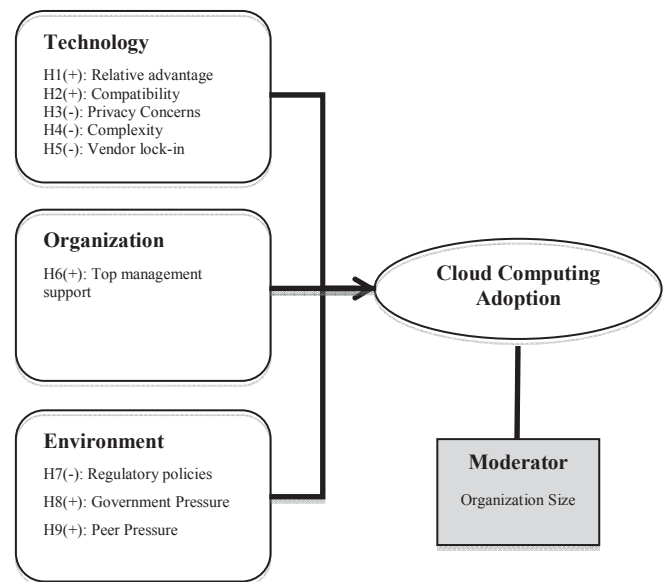 Technology
H1(+): Relative advantage
H2(+): Compatibility
H3(-): Privacy Concerns
H4(-): Complexity
H5(-): Vendor lock-in
Organization
H6(+): Top management
support
Cloud Computing
Adoption
Environment
H7(-): Regulatory policies
H8(+): Government Pressure
H9(+): Peer Pressure
Moderator
Organization Size